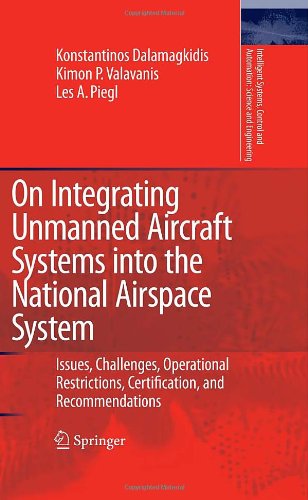 Konstantinos Dalamagkidis
Kimon P. Valavanis
Les A. Piegl
Intelligent Systems, Control and
Automation: Science and Engineering
On Integrating
Unmanned Aircraft
Systems into the
National Airspace
System
Issues, Challenges, Operational
Restrictions, Certification, and
Recommendations
Springer